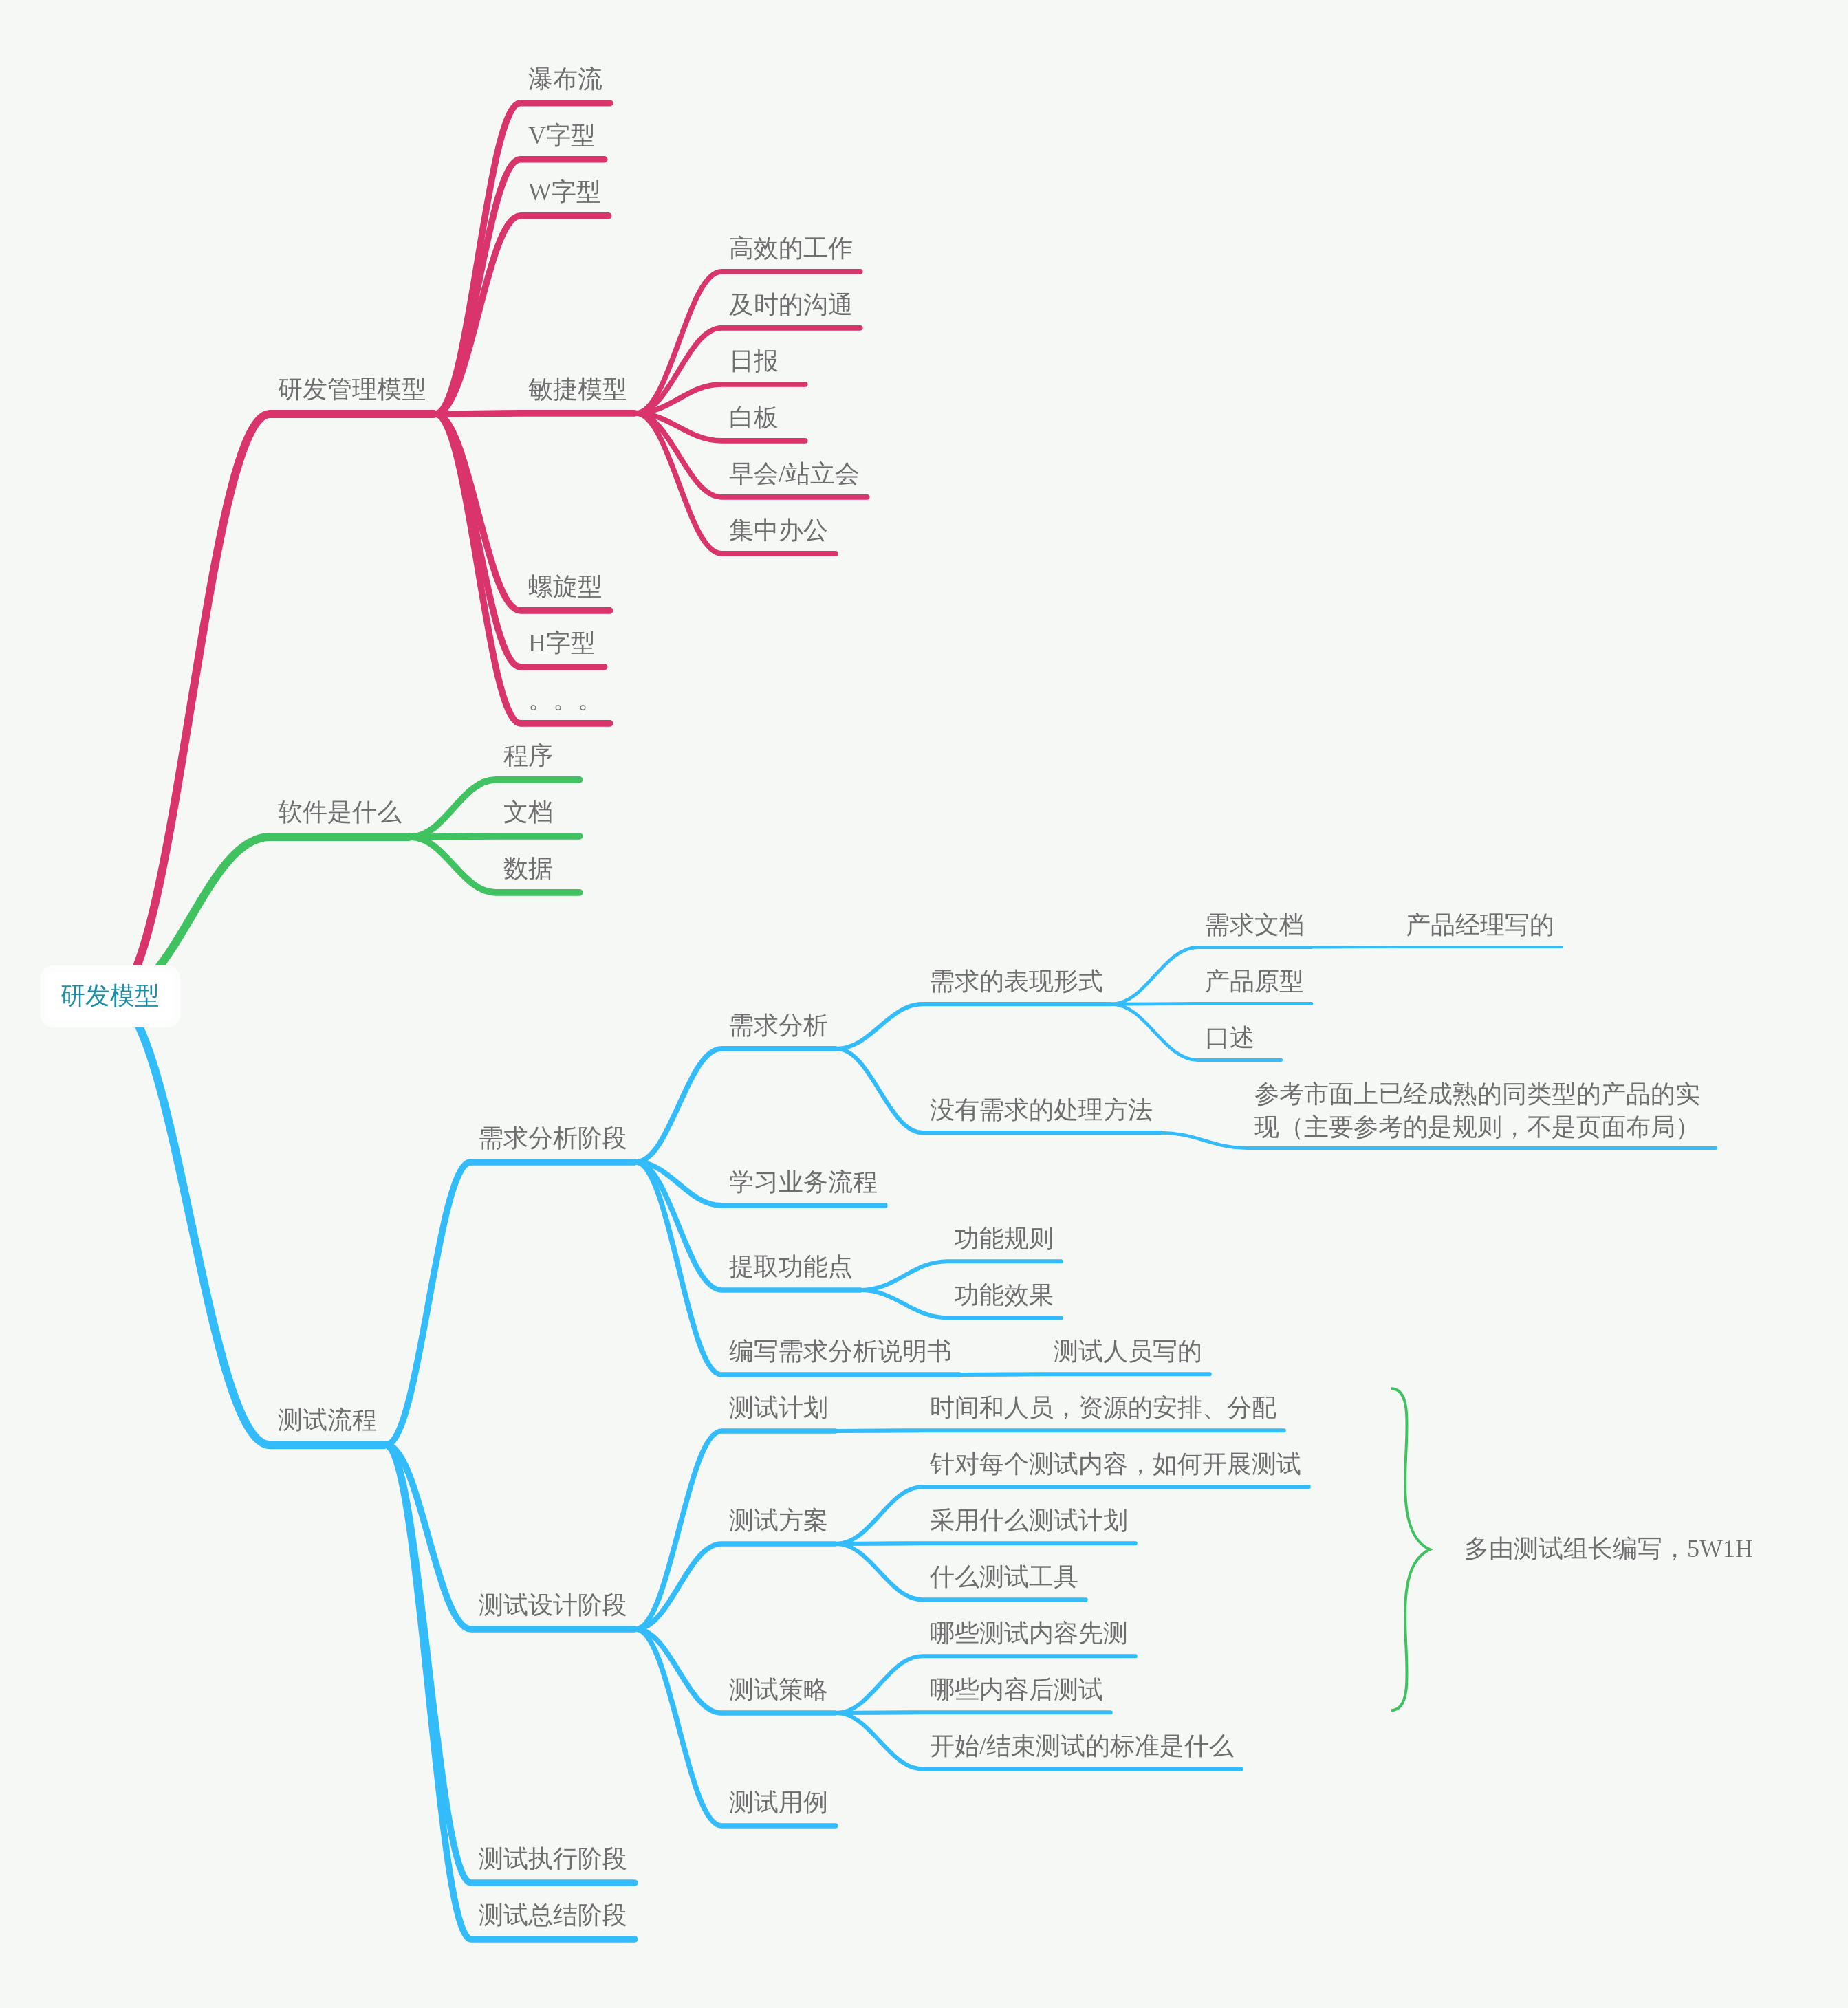 瀑布流
V字型
W字型
高效的工作
及时的沟通
日报
研发管理模型
敏捷模型
白板
早会/站立会
集中办公
螺旋型
H字型
。。。
程序
软件是什么
文档
数据
需求文档
产品经理写的
需求的表现形式
产品原型
研发模型
需求分析
口述
没有需求的处理方法
参考市面上已经成熟的同类型的产品的实
现（主要参考的是规则，不是页面布局）
需求分析阶段
学习业务流程
功能规则
提取功能点
功能效果
编写需求分析说明书
测试人员写的
测试流程
测试计划
时间和人员，资源的安排、分配
针对每个测试内容，如何开展测试
测试方案
采用什么测试计划
多由测试组长编写，5W1H
什么测试工具
测试设计阶段
哪些测试内容先测
测试策略
哪些内容后测试
开始/结束测试的标准是什么
测试用例
测试执行阶段
测试总结阶段